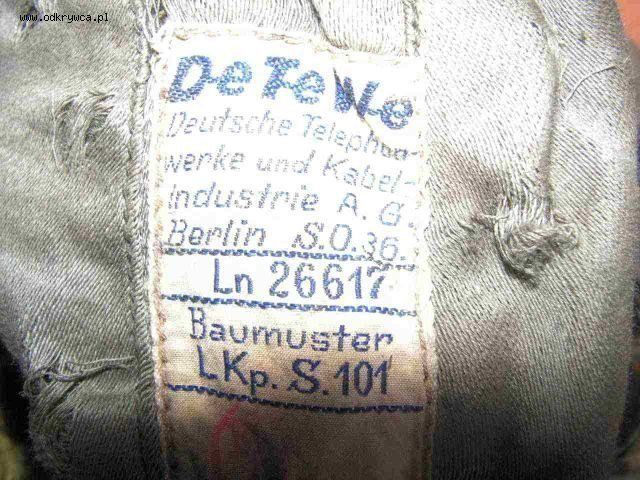 www.odkrywca.pl
DeTeWe
Deutsche Telephon-
werke und Kabel-
industrie A. G.
Berlin S.O.36.
Ln 26617
Baumuster
LKp. S. 101